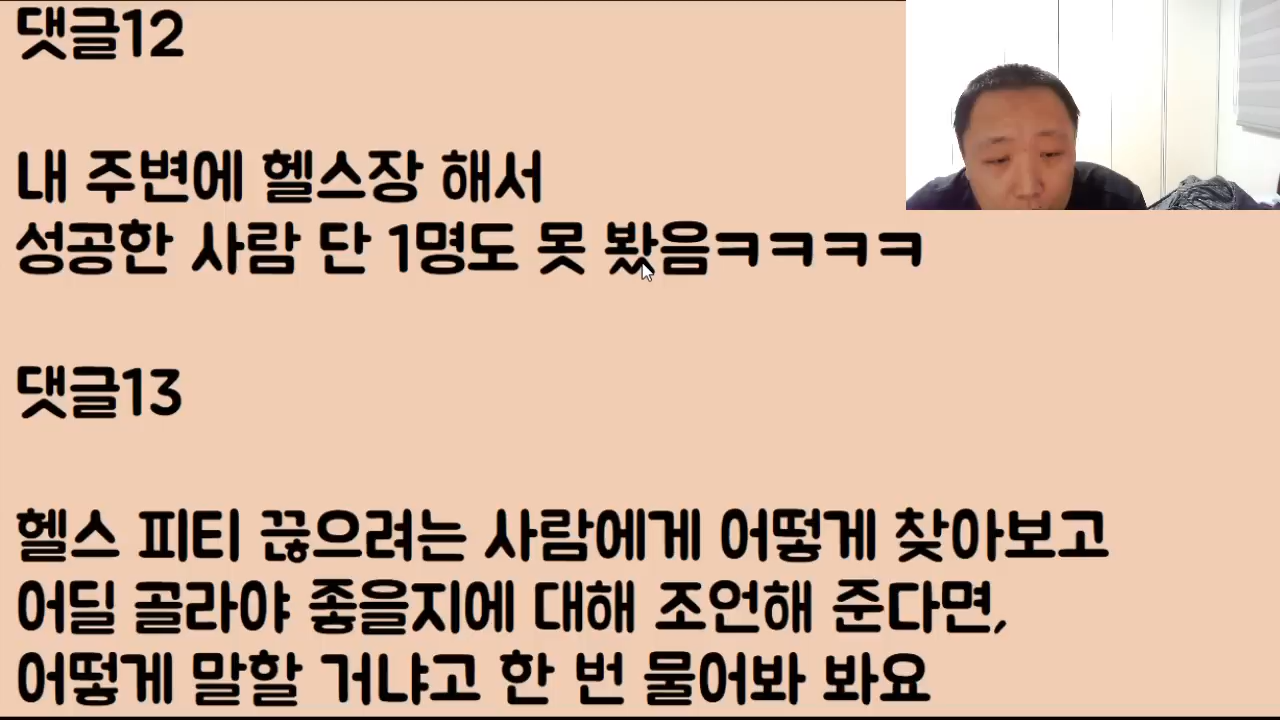 댓글12
내 주변에 헬스장 해서
성공한 사람 단 1명도 못 봤음ㅋㅋㅋㅋ
댓글13
헬스 피티 끊으려는 사람에게 어떻게 찾아보고
어딜 골라야 좋을지에 대해 조언해 준다면,
어떻게 말할 거냐고 한 번 물어봐 봐요